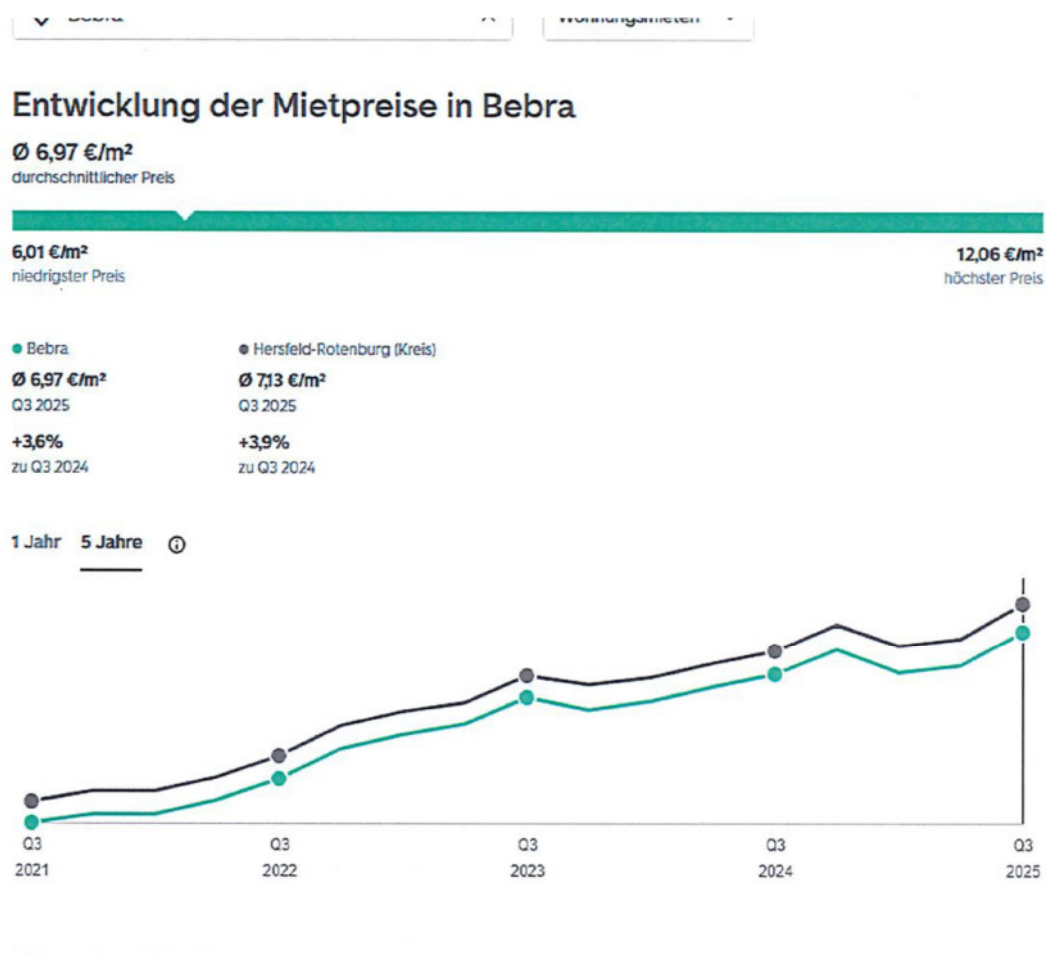 Bebra
Wohnungsmieten
Entwicklung der Mietpreise in Bebra
Ø 6,97 €/m²
durchschnittlicher Preis
6,01 €/m²
niedrigster Preis
12,06 €/m²
höchster Preis
Bebra
Hersfeld-Rotenburg (Kreis)
Ø 6,97 €/m²
Ø 7,13 €/m²
Q3 2025
Q3 2025
+3,6%
+3,9%
zu Q3 2024
zu Q3 2024
1 Jahr 5 Jahre
Q3 Q3 Q3 Q3 Q3
2021 2022 2023 2024 2025